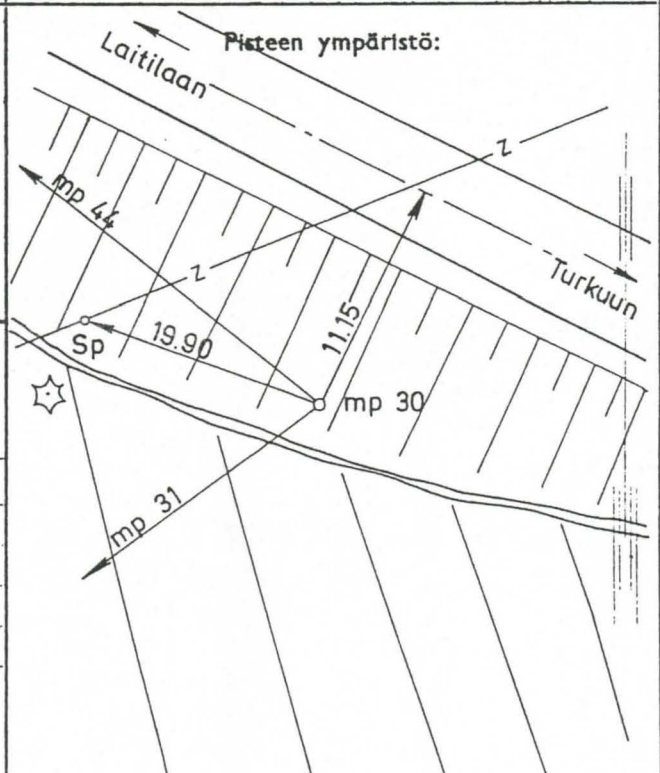 Pisteen ympäristö:
Laitilaan
Z
mp 44
Z
Turkuun
11.15
19.90
Sp
mp 30
mp 31